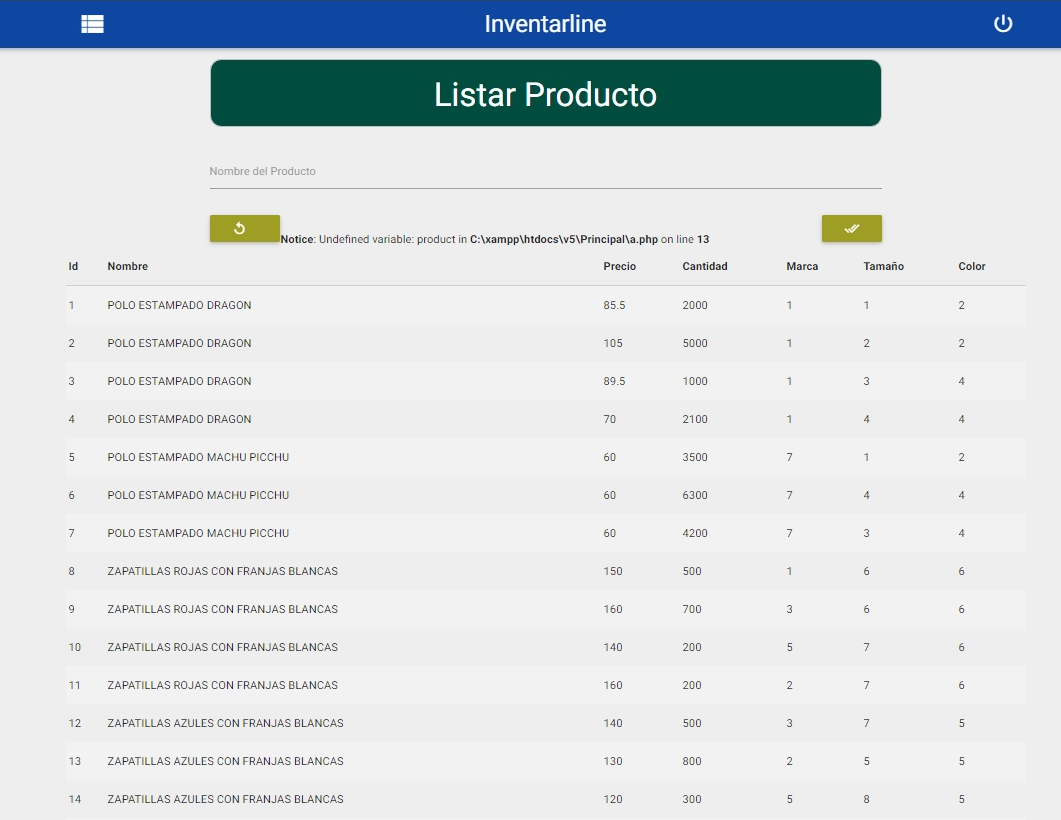 Inventarline
Listar Producto
Nombre del Producto
Notice: Undefined variable: product in C:\xampp\htdocs\v5\Principal\a.php on line 13
Id Nombre Precio Cantidad Marca Tamaño Color
1 POLO ESTAMPADO DRAGON 85.5 2000 1 1 2
2 POLO ESTAMPADO DRAGON 105 5000 1 2 2
3 POLO ESTAMPADO DRAGON 89.5 1000 1 3 4
4 POLO ESTAMPADO DRAGON 70 2100 1 4 4
5 POLO ESTAMPADO MACHU PICCHU 60 3500 7 1 2
6 POLO ESTAMPADO MACHU PICCHU 60 6300 7 4 4
7 POLO ESTAMPADO MACHU PICCHU 60 4200 7 3 4
8 ZAPATILLAS ROJAS CON FRANJAS BLANCAS 150 500 1 6 6
9 ZAPATILLAS ROJAS CON FRANJAS BLANCAS 160 700 3 6 6
10 ZAPATILLAS ROJAS CON FRANJAS BLANCAS 140 200 5 7 6
11 ZAPATILLAS ROJAS CON FRANJAS BLANCAS 160 200 2 7 6
12 ZAPATILLAS AZULES CON FRANJAS BLANCAS 140 500 3 7 5
13 ZAPATILLAS AZULES CON FRANJAS BLANCAS 130 800 2 5 5
14 ZAPATILLAS AZULES CON FRANJAS BLANCAS 120 300 5 8 5